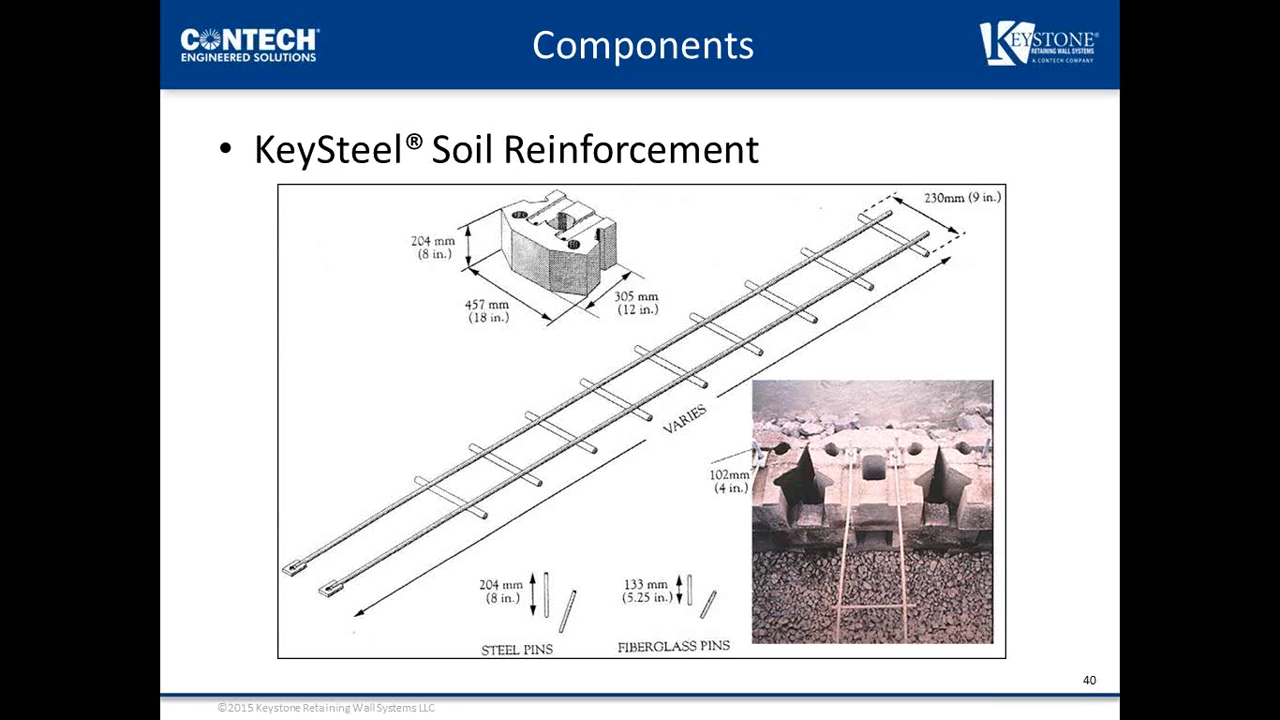 CONTECH®
ENGINEERED SOLUTIONS
Components
KEYSTONE®
RETAINING WALL SYSTEMS
A CONTECH COMPANY
• KeySteel® Soil Reinforcement
230mm (9 in.)
204 mm
(8 in.)
457 mm
(18 in.)
305 mm
(12 in.)
VARIES
102mm
(4 in.)
204 mm
(8 in.)
STEEL PINS
133 mm
(5.25 in.)
FIBERGLASS PINS
40
©2015 Keystone Retaining Wall Systems LLC